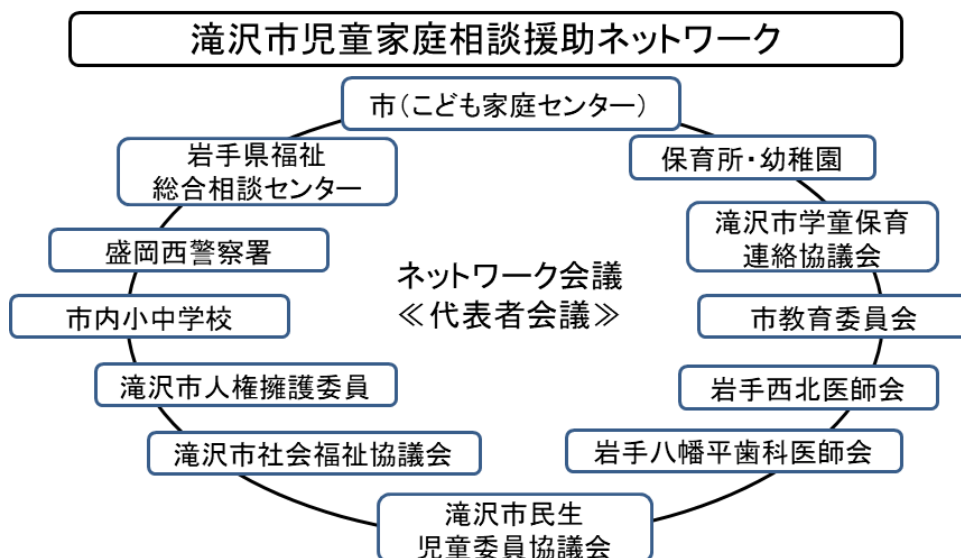 滝沢市児童家庭相談援助ネットワーク
市(こども家庭センター)
岩手県福祉
総合相談センター
保育所・幼稚園
滝沢市学童保育
連絡協議会
盛岡西警察署
ネットワーク会議
≪代表者会議≫
市内小中学校
市教育委員会
滝沢市人権擁護委員
岩手西北医師会
滝沢市社会福祉協議会
岩手八幡平歯科医師会
滝沢市民生
児童委員協議会